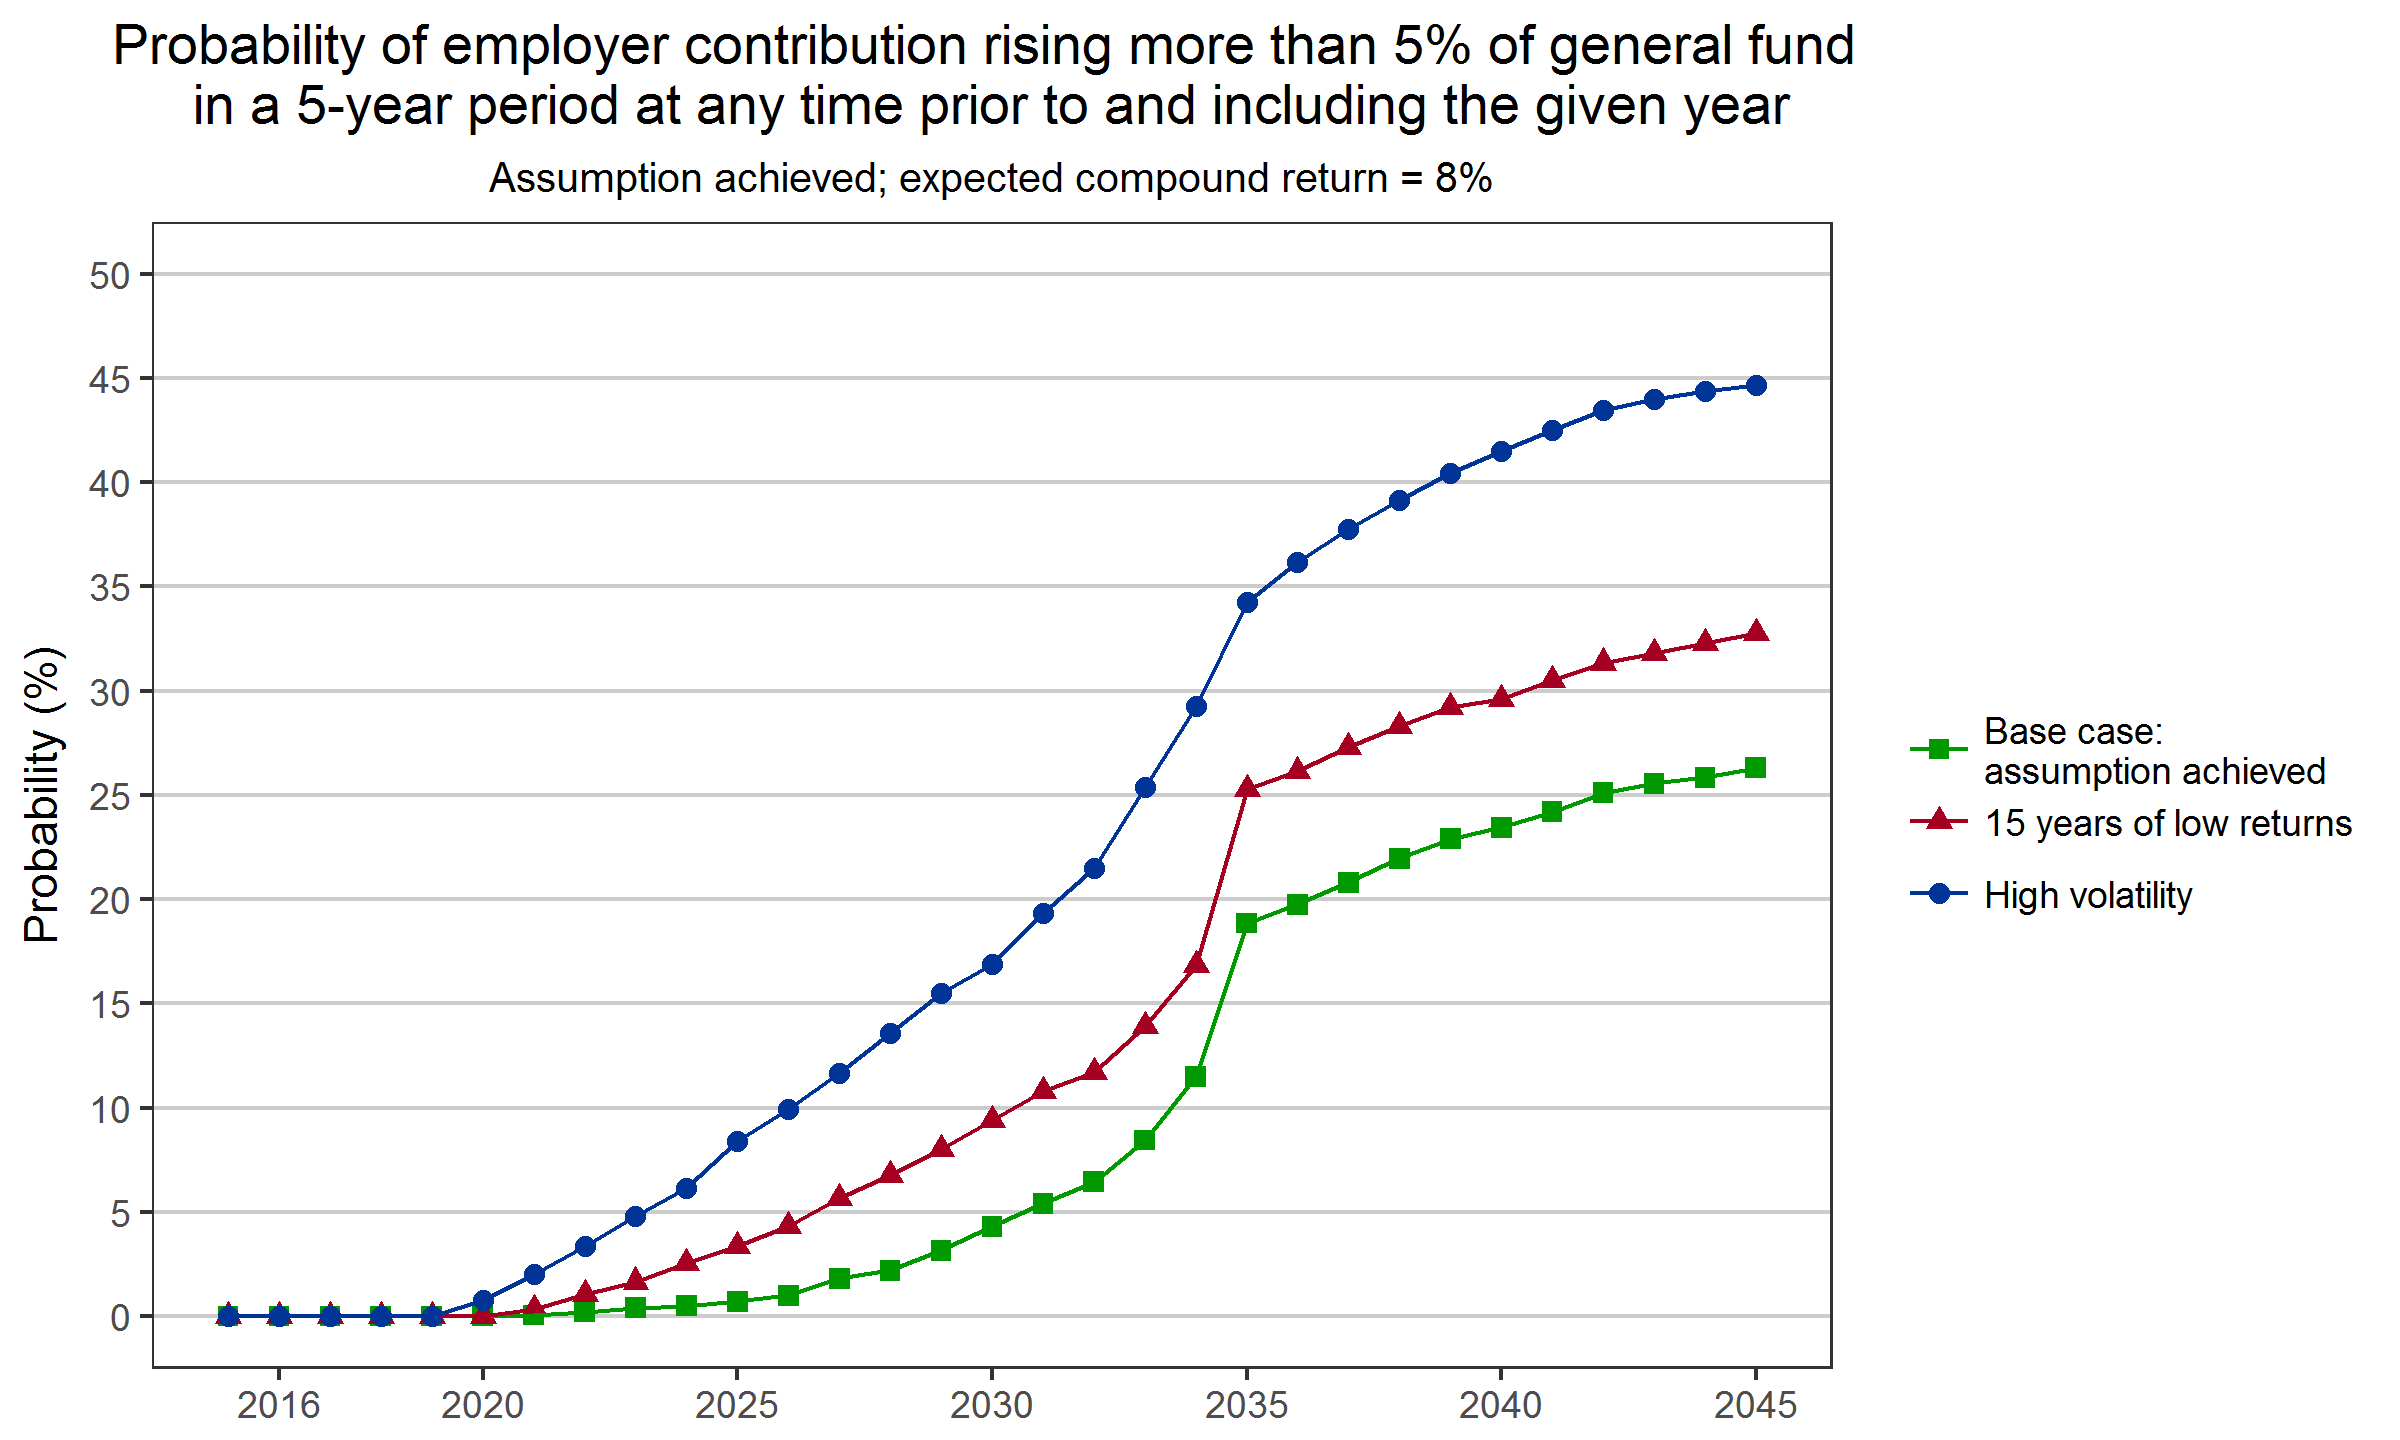 Probability of employer contribution rising more than 5% of general fund
in a 5-year period at any time prior to and including the given year
Assumption achieved; expected compound return = 8%
Probability (%)
50
45
40
35
30
25
20
15
10
5
0
2016
2020
2025
2030
2035
2040
2045
Base case:
assumption achieved
15 years of low returns
High volatility